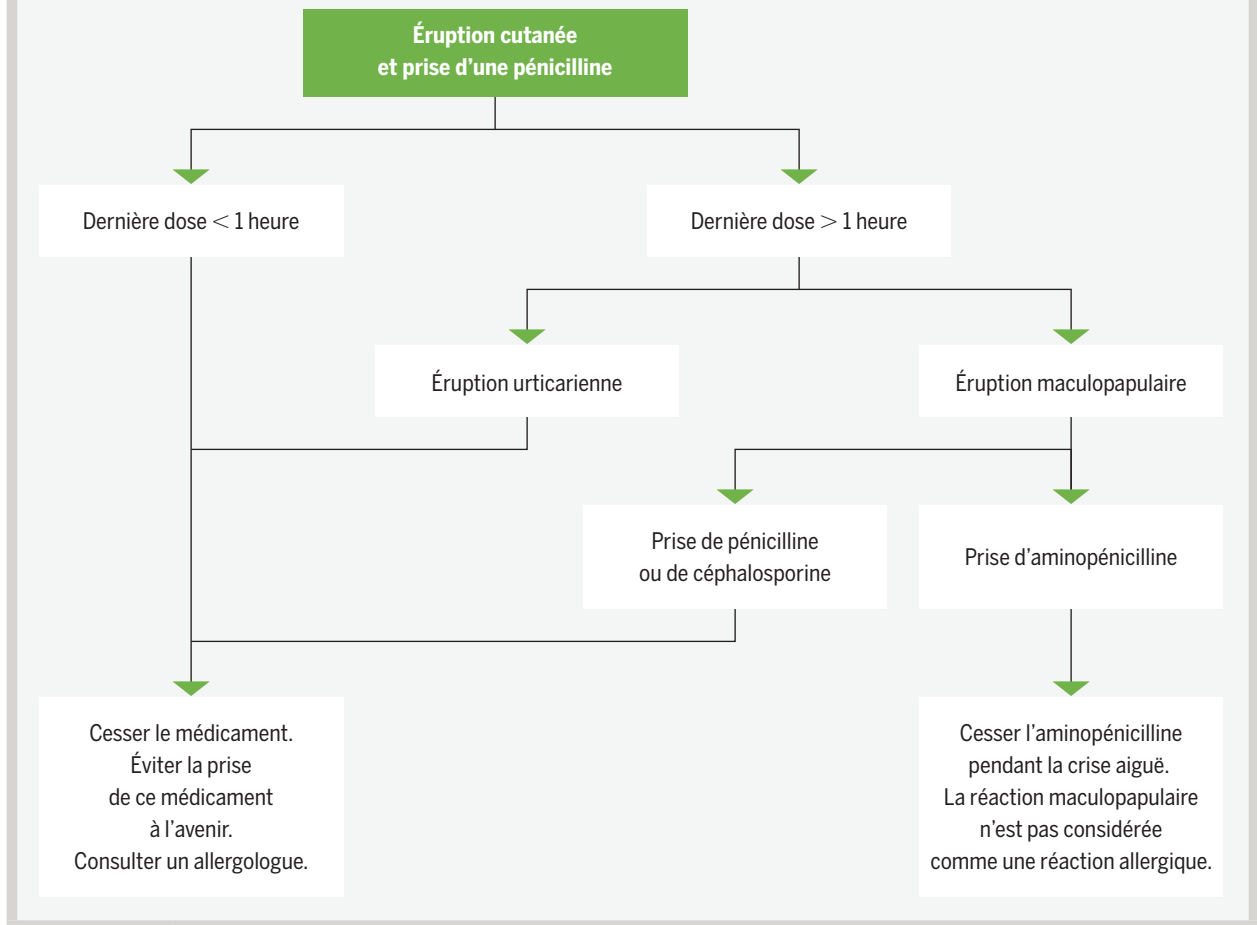 Éruption cutanée
et prise d’une pénicilline
Dernière dose < 1 heure
Dernière dose > 1 heure
Éruption urticarienne
Éruption maculopapulaire
Prise de pénicilline
ou de céphalosporine
Prise d’aminopénicilline
Cesser le médicament.
Éviter la prise
de ce médicament
à l’avenir.
Consulter un allergologue.
Cesser l’aminopénicilline
pendant la crise aiguë.
La réaction maculopapulaire
n’est pas considérée
comme une réaction allergique.